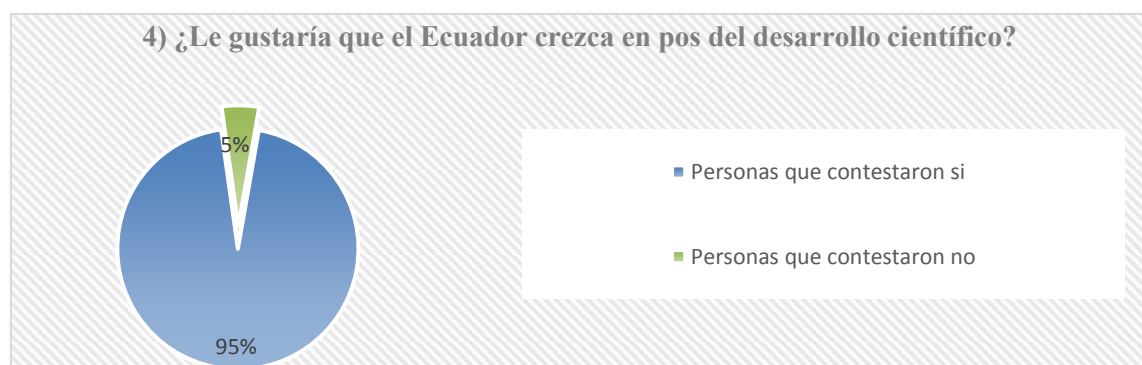 4) ¿Le gustaría que el Ecuador crezca en pos del desarrollo científico?
5%
Personas que contestaron si
Personas que contestaron no
95%